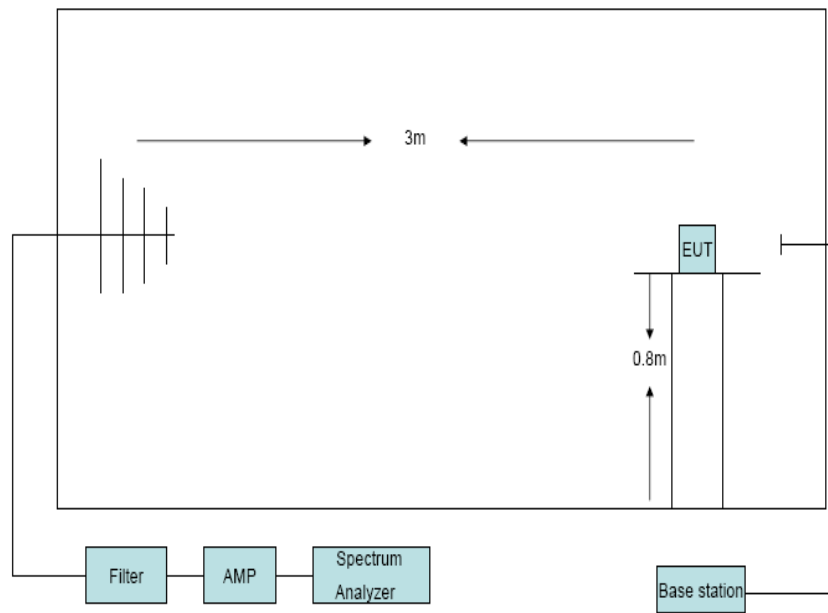 3m
EUT
0.8m
Filter
AMP
Spectrum
Analyzer
Base station